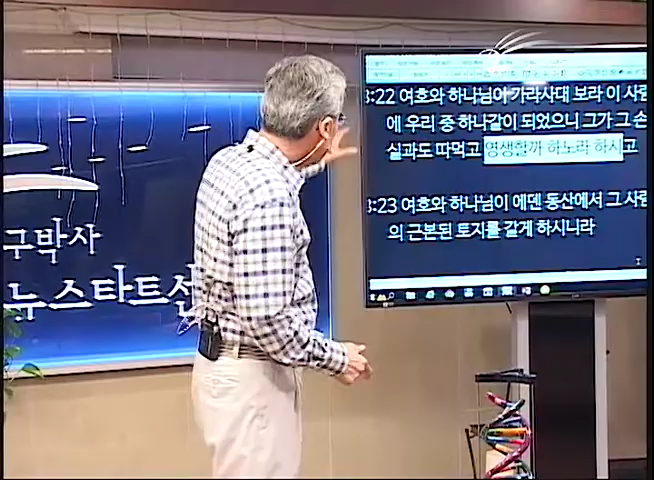 3:22 여호와 하나님이 가라사대 보라 이 사람
에 우리 중 하나같이 되었으니 그가 그 손
실과도 따먹고 영생할까 하노라 하시고
3:23 여호와 하나님이 에덴 동산에서 그 사람
의 근본된 토지를 갈게 하시니라
구박사
뉴스타트센